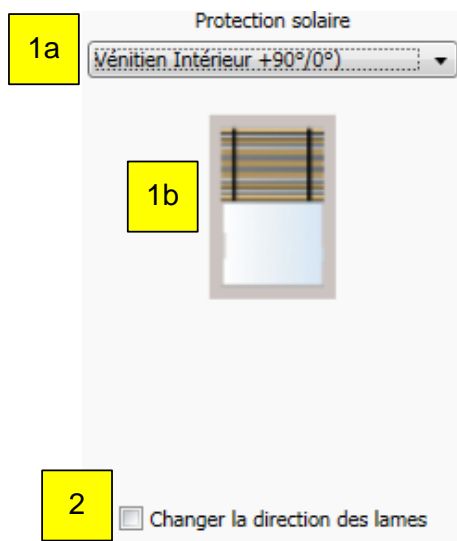 Protection solaire
1a
Vénitien Intérieur +90°/0°)
1b
2
Changer la direction des lames